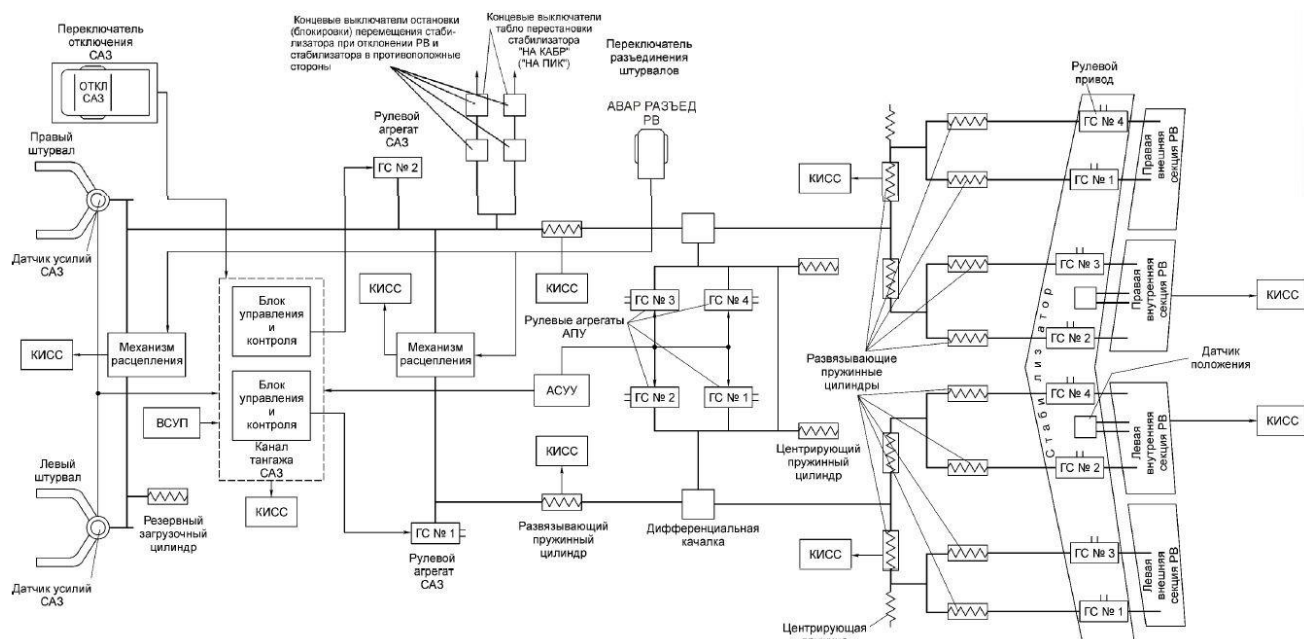 Переключатель
отключения
САЗ
ОТКЛ
САЗ
Концевые выключатели остановки
(блокировки) перемещения стаби-
лизатора при отклонении РВ и
стабилизатора в противоположные
стороны
Концевые выключатели
табло перестановки
стабилизатора
"НА КАБР"
("НА ПИК")
Переключатель
разъединения
штурвалов
АВАР РАЗЪЕД
РВ
Рулевой
агрегат
САЗ
ГС № 2
Правый
штурвал
Датчик усилий
САЗ
КИСС
Механизм
расцепления
Блок
управления
и
контроля
Блок
управления
и
контроля
Канал
тангажа
САЗ
ВСУП
КИСС
КИСС
Механизм
расцепления
КИСС
АСУУ
ГС № 3
ГС № 4
Рулевые агрегаты
АПУ
ГС № 2
ГС № 1
Левый
штурвал
Датчик усилий
САЗ
Резервный
загрузочный
цилиндр
ГС № 1
Рулевой
агрегат
САЗ
КИСС
Развязывающий
пружинный
цилиндр
Центрирующий
пружинный
цилиндр
Дифференциальная
качалка
КИСС
КИСС
Развязывающие
пружинные
цилиндры
Центрирующая
Рулевой
привод
ГС № 4
ГС № 1
Правая
внешняя
секция РВ
ГС № 3
ГС № 2
Правая
внутренняя
секция РВ
КИСС
Датчик
положения
Стабилизатор
ГС № 4
ГС № 2
Левая
внутренняя
секция РВ
КИСС
ГС № 3
ГС № 1
Левая
внешняя
секция РВ